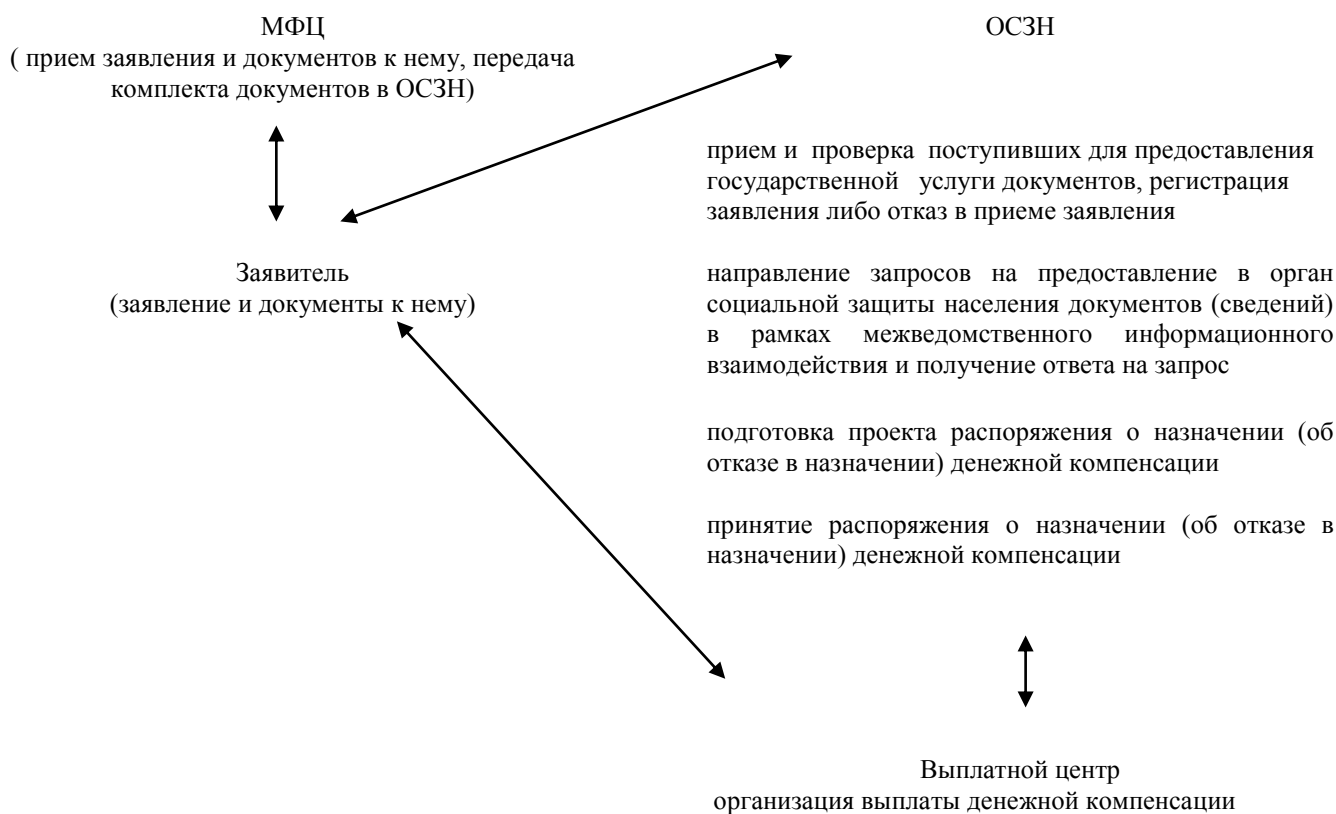 МФЦ
( прием заявления и документов к нему, передача
комплекта документов в ОСЗН)
Заявитель
(заявление и документы к нему)
ОСЗН
прием и проверка поступивших для предоставления
государственной услуги документов, регистрация
заявления либо отказ в приеме заявления
направление запросов на предоставление в орган
социальной защиты населения документов (сведений)
в рамках межведомственного информационного
взаимодействия и получение ответа на запрос
подготовка проекта распоряжения о назначении (об
отказе в назначении) денежной компенсации
принятие распоряжения о назначении (об отказе в
назначении) денежной компенсации
Выплатной центр
организация выплаты денежной компенсации